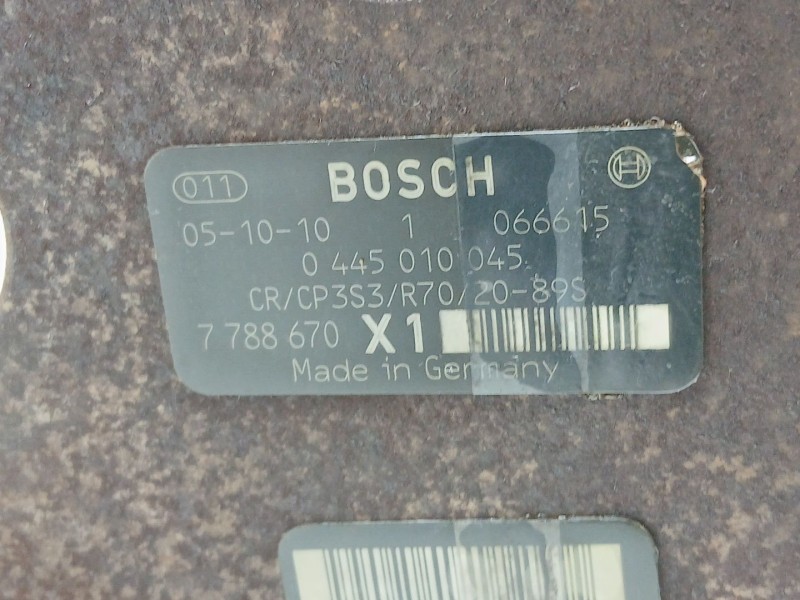 011 BOSCH
05-10-10 1 066615
0 445 010 045
CR/CP3S3/R70/20-89S
7 788 670 X1
Made in Germany